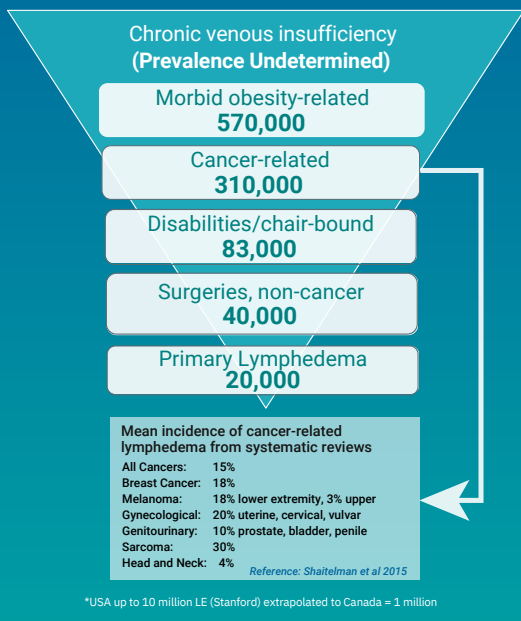 Chronic venous insufficiency
(Prevalence Undetermined)
Morbid obesity-related
570,000
Cancer-related
310,000
Disabilities/chair-bound
83,000
Surgeries, non-cancer
40,000
Primary Lymphedema
20,000
Mean incidence of cancer-related
lymphedema from systematic reviews
All Cancers: 15%
Breast Cancer: 18%
Melanoma: 18% lower extremity, 3% upper
Gynecological: 20% uterine, cervical, vulvar
Genitourinary: 10% prostate, bladder, penile
Sarcoma: 30%
Head and Neck: 4%
Reference: Shaitelman et al 2015
*USA up to 10 million LE (Stanford) extrapolated to Canada = 1 million